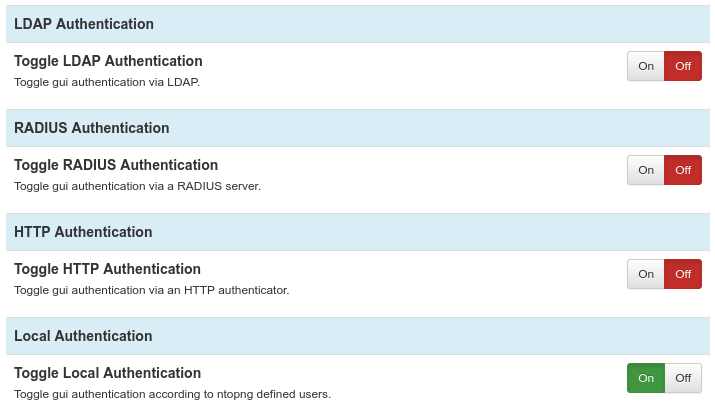 LDAP Authentication
Toggle LDAP Authentication
Toggle gui authentication via LDAP.
On Off
RADIUS Authentication
Toggle RADIUS Authentication
Toggle gui authentication via a RADIUS server.
On Off
HTTP Authentication
Toggle HTTP Authentication
Toggle gui authentication via an HTTP authenticator.
On Off
Local Authentication
Toggle Local Authentication
Toggle gui authentication according to ntopng defined users.
On Off